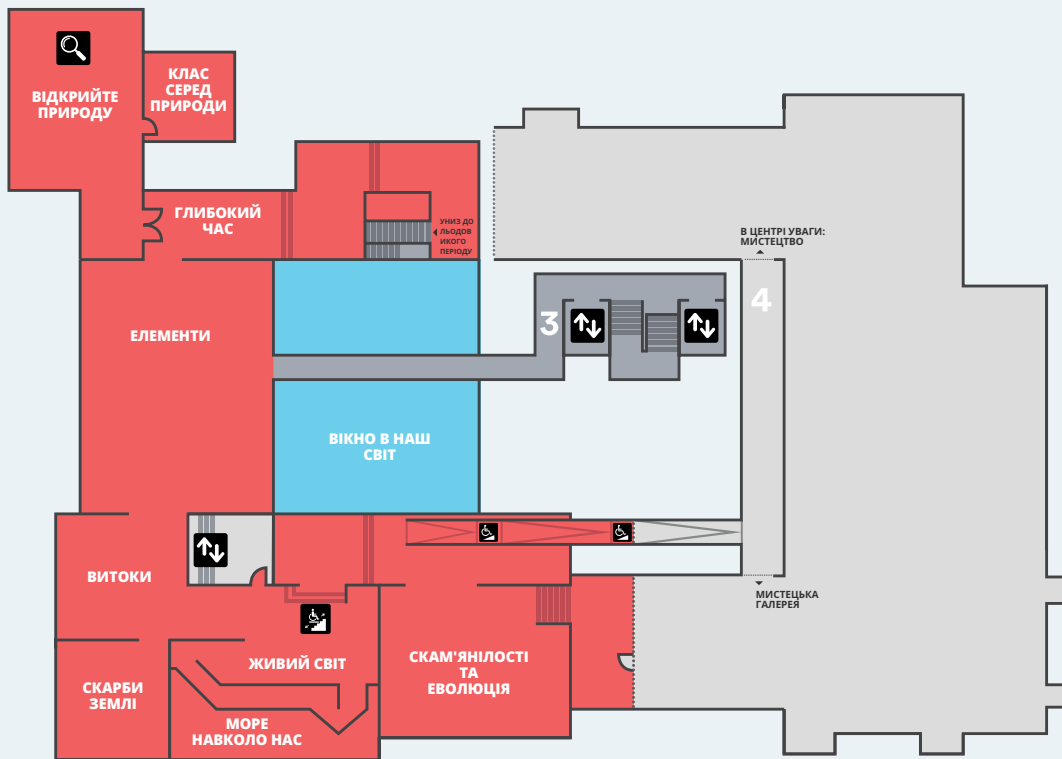 ВІДКРИЙТЕ
ПРИРОДУ
КЛАС
СЕРЕД
ПРИРОДИ
ГЛИБОКИЙ
ЧАС
УНИЗ ДО
ЛЬОДОВ
ИКОГО
ПЕРІОДУ
В ЦЕНТРІ УВАГИ:
МИСТЕЦТВО
4
3
ЕЛЕМЕНТИ
ВІКНО В НАШ
СВІТ
ВИТОКИ
МИСТЕЦЬКА
ГАЛЕРЕЯ
ЖИВИЙ СВІТ
СКАМ'ЯНІЛОСТІ
ТА
ЕВОЛЮЦІЯ
СКАРБИ
ЗЕМЛІ
МОРЕ
НАВКОЛО НАС